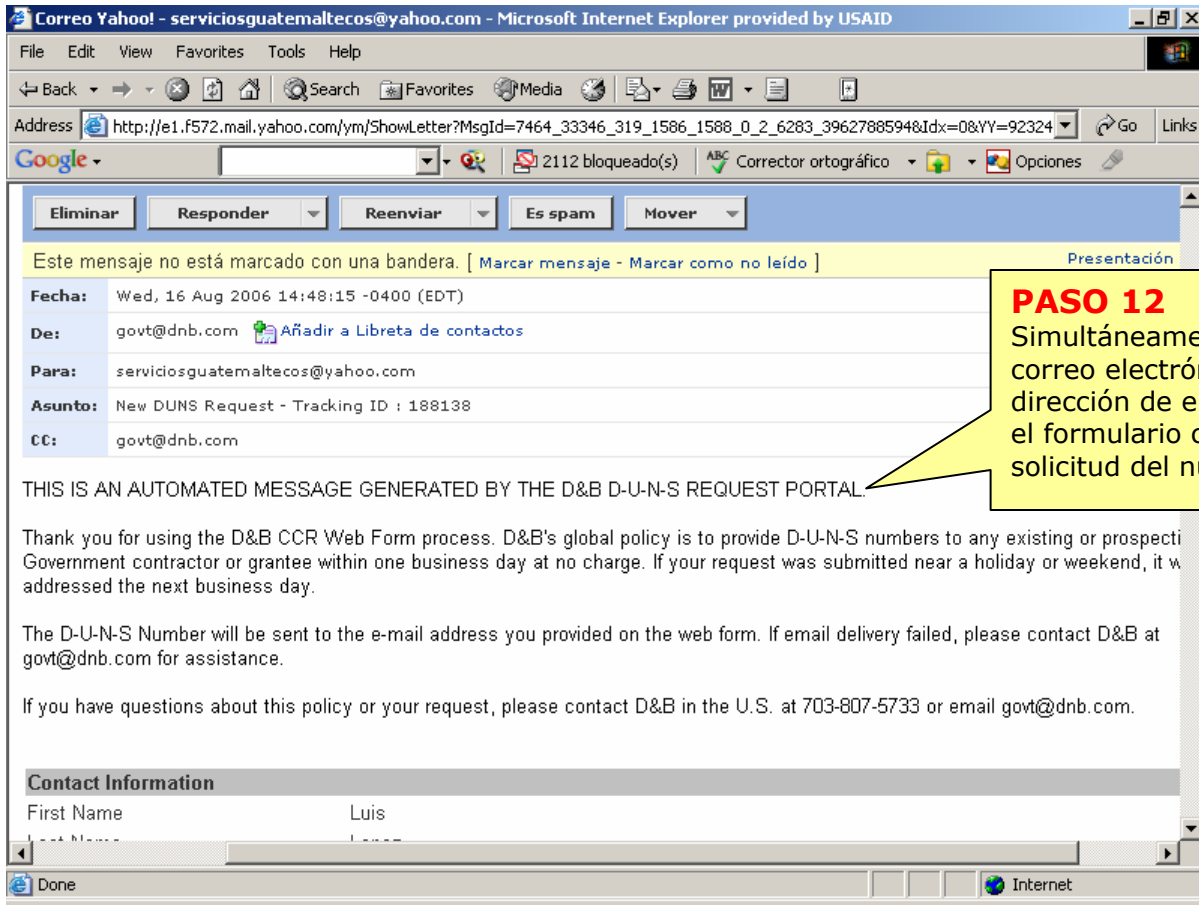 Correo Yahoo! - serviciosguatemaltecos@yahoo.com - Microsoft Internet Explorer provided by USAID
File Edit View Favorites Tools Help
Back Search Favorites Media
Address http://e1.f572.mail.yahoo.com/ym/ShowLetter?MsgId=7464_33346_319_1586_1588_0_2_6283_3962788594&Idx=0&YY=92324 Go Links
Google 2112 bloqueado(s) ABC Corrector ortográfico Opciones
Eliminar Responder Reenviar Es spam Mover
Este mensaje no está marcado con una bandera. [ Marcar mensaje - Marcar como no leído ] Presentación
Fecha: Wed, 16 Aug 2006 14:48:15 -0400 (EDT)
De: govt@dnb.com Añadir a Libreta de contactos
Para: serviciosguatemaltecos@yahoo.com
Asunto: New DUNS Request - Tracking ID : 188138
CC: govt@dnb.com
PASO 12
Simultáneame
correo electró
dirección de e
el formulario
solicitud del
THIS IS AN AUTOMATED MESSAGE GENERATED BY THE D&B D-U-N-S REQUEST PORTAL.
Thank you for using the D&B CCR Web Form process. D&B's global policy is to provide D-U-N-S numbers to any existing or prospecti
Government contractor or grantee within one business day at no charge. If your request was submitted near a holiday or weekend, it w
addressed the next business day.
The D-U-N-S Number will be sent to the e-mail address you provided on the web form. If email delivery failed, please contact D&B at
govt@dnb.com for assistance.
If you have questions about this policy or your request, please contact D&B in the U.S. at 703-807-5733 or email govt@dnb.com.
Contact Information
First Name Luis
Done Internet